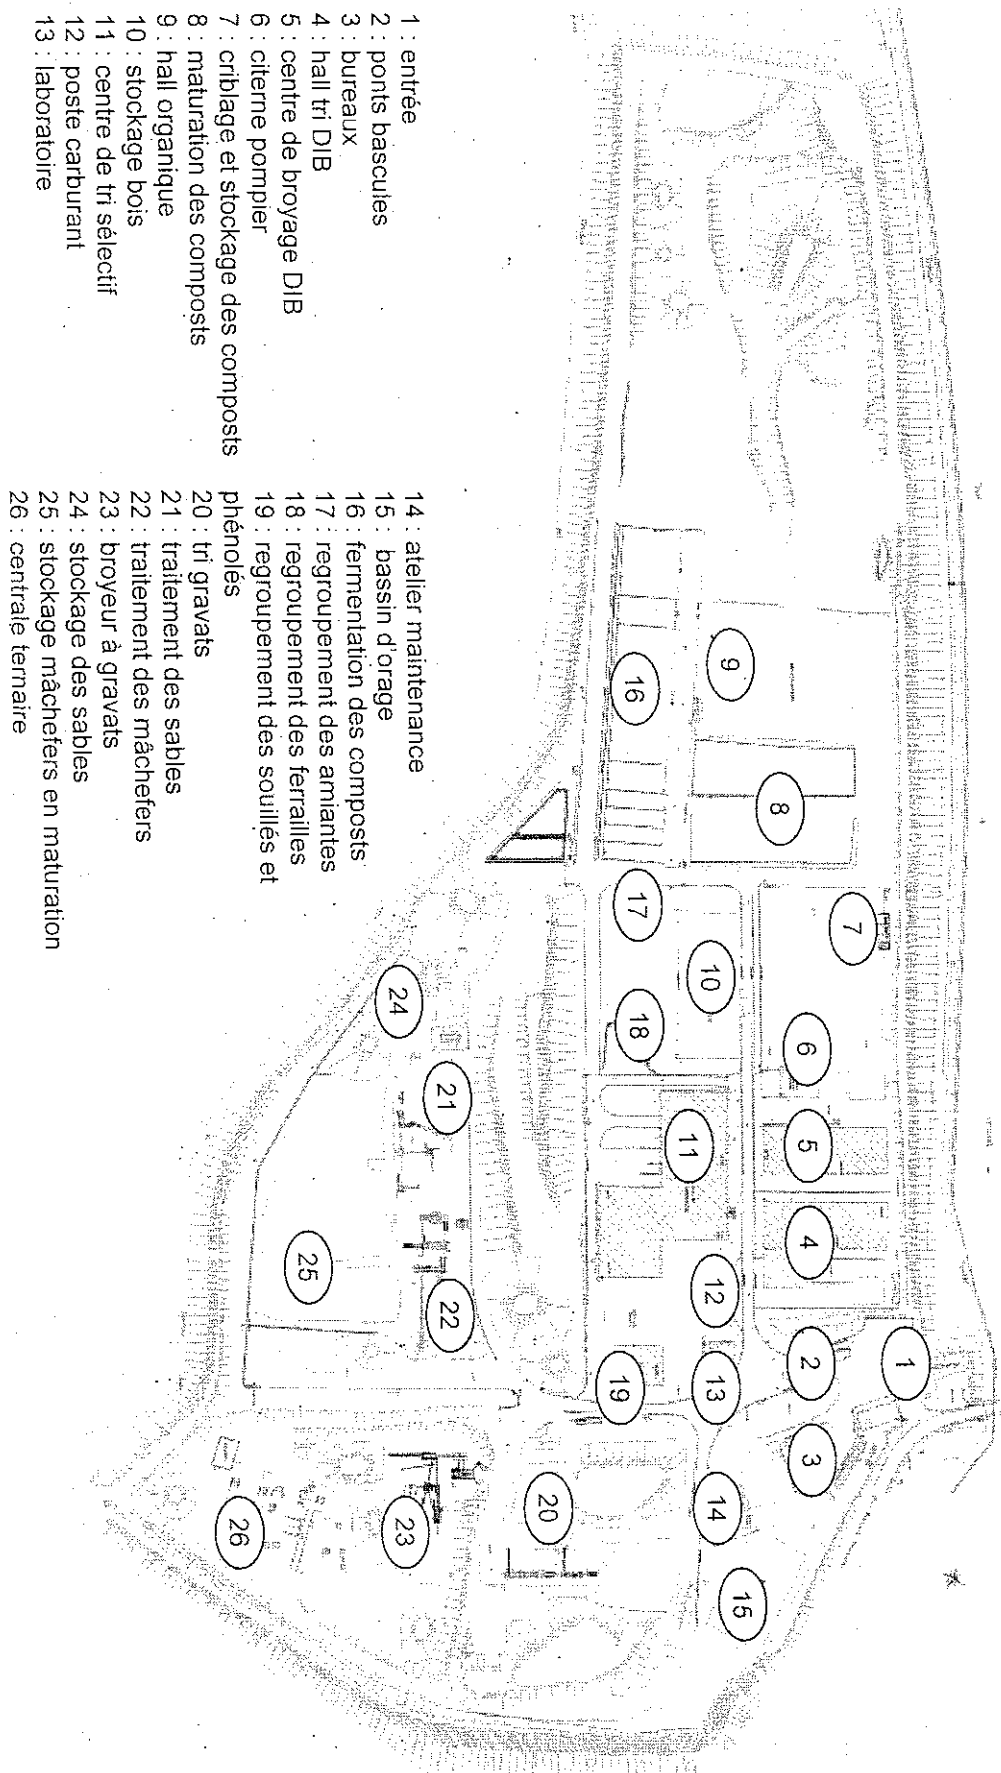 1 : entrée
2 : ponts bascules
3 : bureaux
4 : hall tri DIB
5 : centre de broyage DIB
6 : citerne pompier
7 : criblage et stockage des composts
8 : maturation des composts
9 : hall organique
10 : stockage bois
11 : centre de tri sélectif
12 : poste carburant
13 : laboratoire
14 : atelier maintenance
15 : bassin d'orage
16 : fermentation des composts
17 : regroupement des amiantes
18 : regroupement des ferrailles
19 : regroupement des souillés et
phénolés
20 : tri gravats
21 : traitement des sables
22 : traitement des mâchefers
23 : broyeur à gravats
24 : stockage des sables
25 : stockage mâchefers en maturation
26 : centrale ternaire
1
2
3
4
5
6
7
8
9
10
11
12
13
14
15
16
17
18
19
20
21
22
23
24
25
26